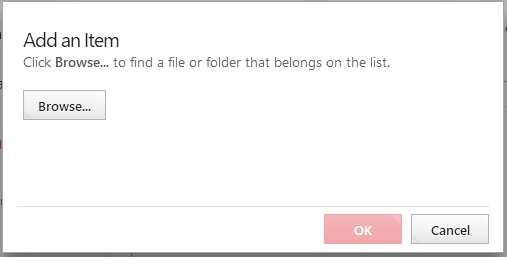 Add an Item
Click Browse... to find a file or folder that belongs on the list.
Browse...
OK
Cancel